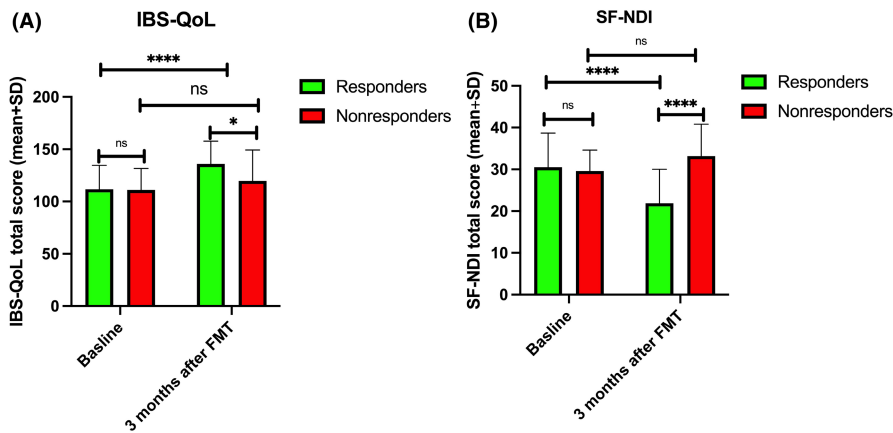 (A)
IBS-QoL
****
ns
ns
*
Responders
Nonresponders
IBS-QoL total score (mean+SD)
200
150
100
50
0
Basline
3 months after FMT
(B)
SF-NDI
ns
****
ns
****
Responders
Nonresponders
SF-NDI total score (mean+SD)
50
40
30
20
10
0
Basline
3 months after FMT